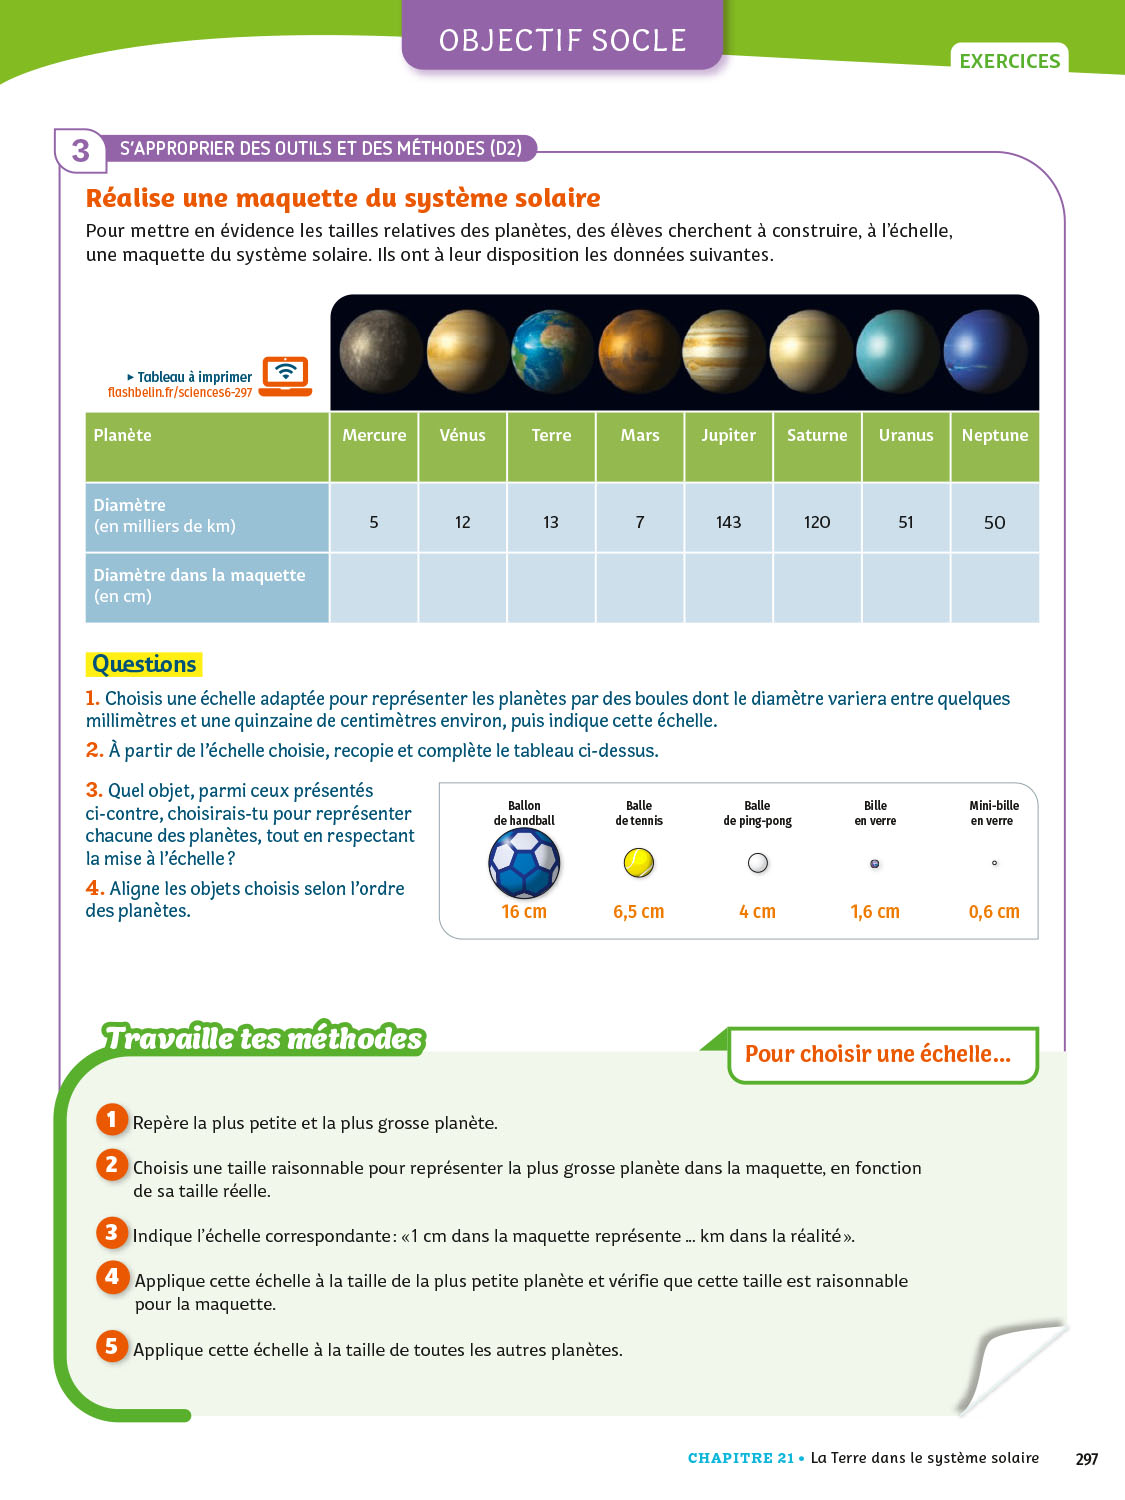 OBJECTIF SOCLE
EXERCICES
3 S'APPROPRIER DES OUTILS ET DES MÉTHODES (D2)
Réalise une maquette du système solaire
Pour mettre en évidence les tailles relatives des planètes, des élèves cherchent à construire, à l'échelle,
une maquette du système solaire. Ils ont à leur disposition les données suivantes.
▸ Tableau à imprimer
flashbelin.fr/sciences6-297
Planète Mercure Vénus Terre Mars Jupiter Saturne Uranus Neptune
Diamètre
(en milliers de km) 5 12 13 7 143 120 51 50
Diamètre dans la maquette
(en cm)
Questions
1. Choisis une échelle adaptée pour représenter les planètes par des boules dont le diamètre variera entre quelques
millimètres et une quinzaine de centimètres environ, puis indique cette échelle.
2. À partir de l'échelle choisie, recopie et complète le tableau ci-dessus.
3. Quel objet, parmi ceux présentés
ci-contre, choisirais-tu pour représenter
chacune des planètes, tout en respectant
la mise à l'échelle ?
4. Aligne les objets choisis selon l'ordre
des planètes.
Ballon Balle Balle Bille Mini-bille
de handball de tennis de ping-pong en verre en verre
16 cm 6,5 cm 4 cm 1,6 cm 0,6 cm
Travaille tes méthodes
Pour choisir une échelle...
1 Repère la plus petite et la plus grosse planète.
2 Choisis une taille raisonnable pour représenter la plus grosse planète dans la maquette, en fonction
de sa taille réelle.
3 Indique l'échelle correspondante : « 1 cm dans la maquette représente ... km dans la réalité ».
4 Applique cette échelle à la taille de la plus petite planète et vérifie que cette taille est raisonnable
pour la maquette.
5 Applique cette échelle à la taille de toutes les autres planètes.
CHAPITRE 21 • La Terre dans le système solaire 297